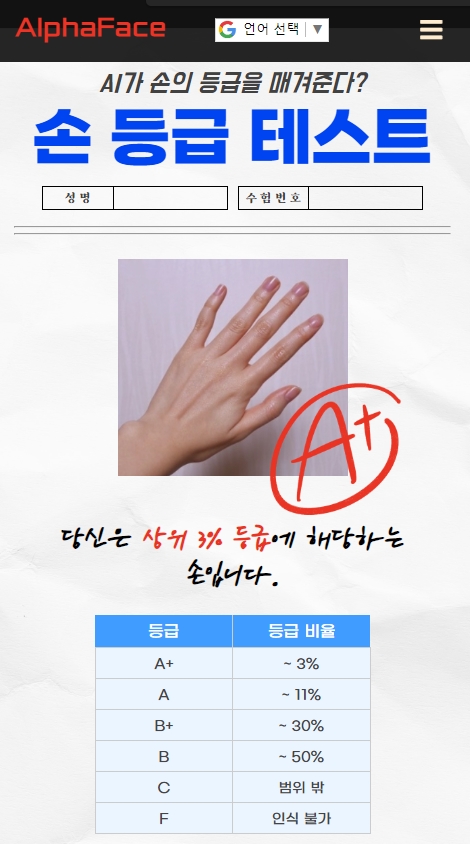 AlphaFace
언어 선택 ▼
AI가 손의 등급을 매겨준다?
손 등급 테스트
성명
수험번호
A+
당신은 상위 3% 등급에 해당하는
손입니다.
등급 등급 비율
A+ ~ 3%
A ~ 11%
B+ ~ 30%
B ~ 50%
C 범위 밖
F 인식 불가